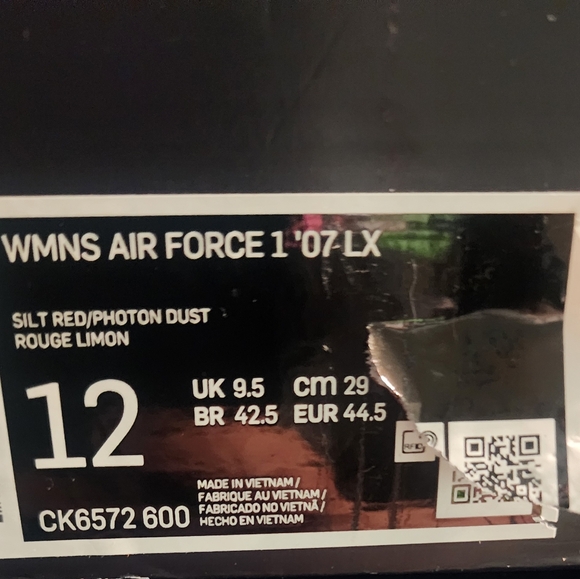 WMNS AIR FORCE 1 '07 LX
SILT RED/PHOTON DUST
ROUGE LIMON
12
UK 9.5 cm 29
BR 42.5 EUR 44.5
RFID
MADE IN VIETNAM /
FABRIQUE AU VIETNAM /
FABRICADO NO VIETNÃ /
HECHO EN VIETNAM
CK6572 600